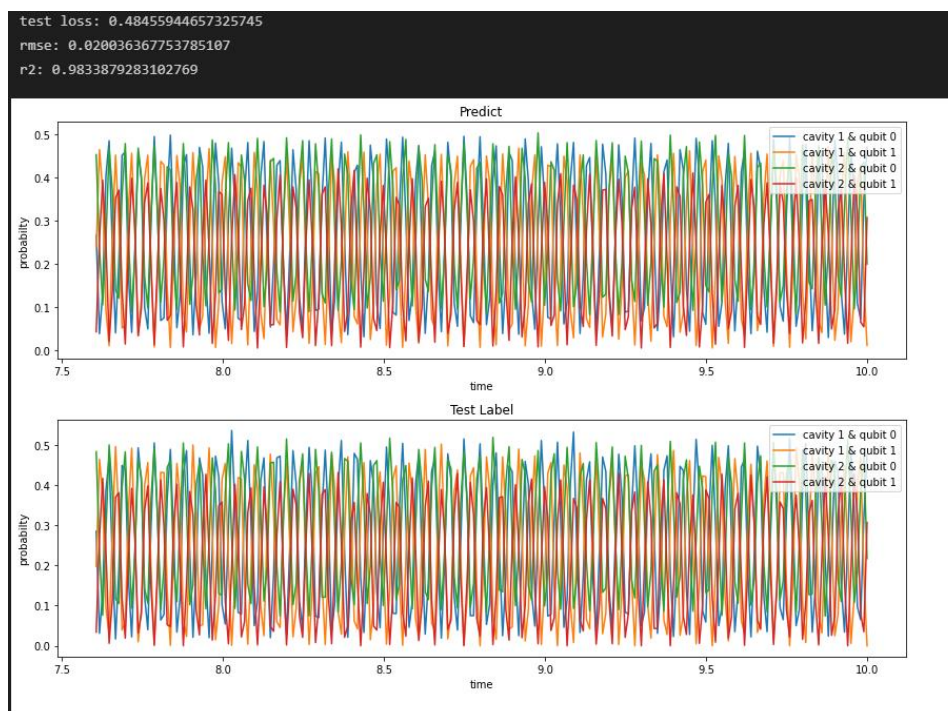 test loss: 0.48455944657325745
rmse: 0.020036367753785107
r2: 0.9833879283102769
Predict
cavity 1 & qubit 0
cavity 1 & qubit 1
cavity 2 & qubit 0
cavity 2 & qubit 1
probabilty
0.5
0.4
0.3
0.2
0.1
0.0
7.5 8.0 8.5 9.0 9.5 10.0
time
Test Label
cavity 1 & qubit 0
cavity 1 & qubit 1
cavity 2 & qubit 0
cavity 2 & qubit 1
probabilty
0.5
0.4
0.3
0.2
0.1
0.0
7.5 8.0 8.5 9.0 9.5 10.0
time